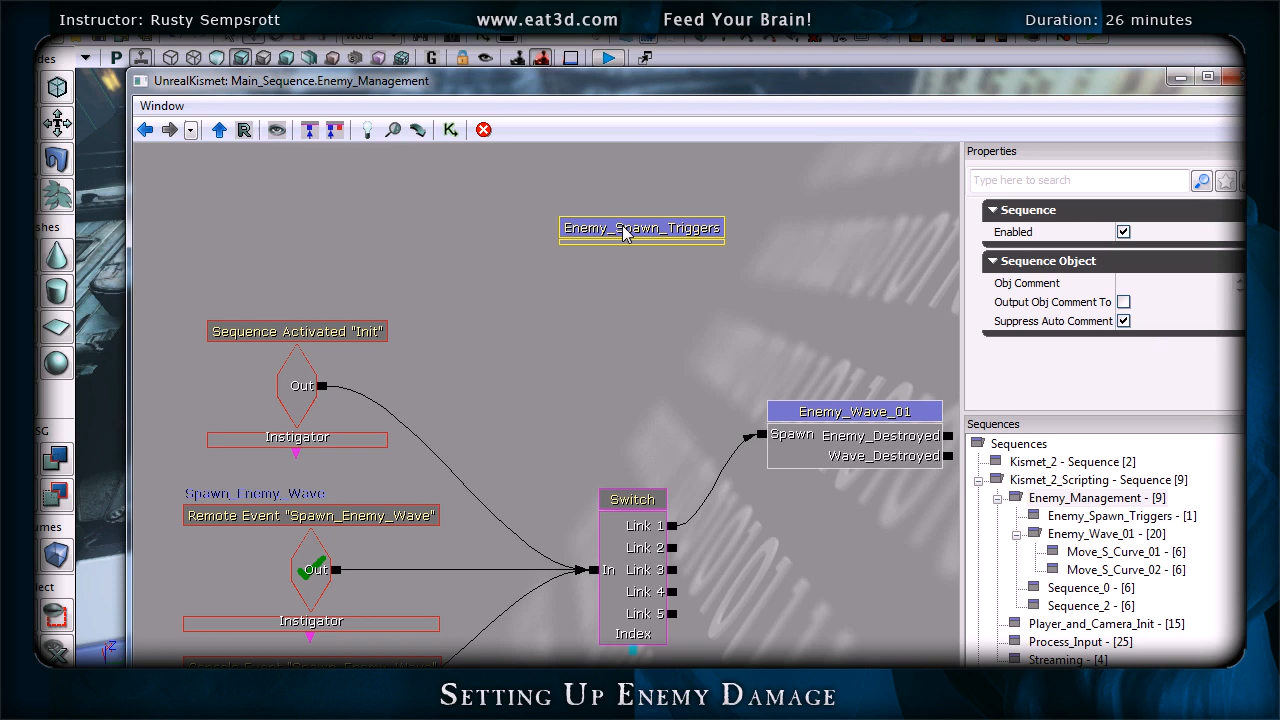 Instructor: Rusty Sempsrott
www.eat3d.com
Feed Your Brain!
Duration: 26 minutes
P
G
UnrealKismet: Main_Sequence.Enemy_Management
Window
R
K
Properties
Type here to search
Sequence
Enabled
Sequence Object
Obj Comment
Output Obj Comment To
Suppress Auto Comment
Enemy_Spawn_Triggers
Sequence Activated "Init"
Out
Instigator
Spawn_Enemy_Wave
Remote Event "Spawn_Enemy_Wave"
Out
Instigator
Console Event "Spawn_Enemy_Wave"
Switch
Link 1
Link 2
In Link 3
Link 4
Link 5
Index
Enemy_Wave_01
Spawn Enemy_Destroyed
Wave_Destroyed
Sequences
Sequences
Kismet_2 - Sequence [2]
Kismet_2_Scripting - Sequence [9]
Enemy_Management - [9]
Enemy_Spawn_Triggers - [1]
Enemy_Wave_01 - [20]
Move_S_Curve_01 - [6]
Move_S_Curve_02 - [6]
Sequence_0 - [6]
Sequence_2 - [6]
Player_and_Camera_Init - [15]
Process_Input - [25]
Streaming - [4]
Z
Setting Up Enemy Damage